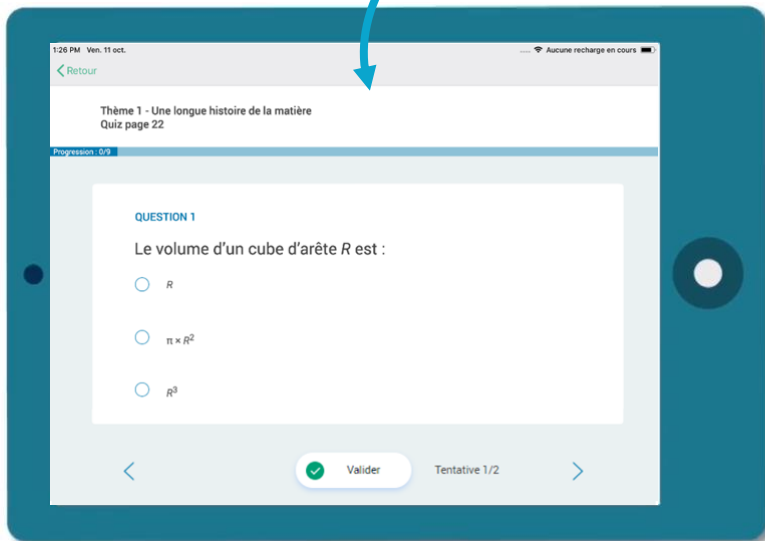 1:26 PM Ven. 11 oct.
Aucune recharge en cours
Retour
Thème 1 - Une longue histoire de la matière
Quiz page 22
Progression : 0/9
QUESTION 1
Le volume d'un cube d'arête R est :
R
π × R²
R³
Valider
Tentative 1/2